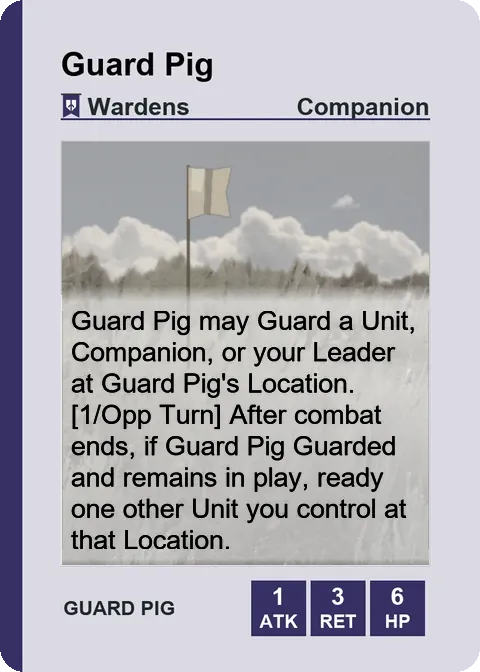 Guard Pig
Wardens Companion
Guard Pig may Guard a Unit,
Companion, or your Leader
at Guard Pig's Location.
[1/Opp Turn] After combat
ends, if Guard Pig Guarded
and remains in play, ready
one other Unit you control at
that Location.
GUARD PIG
1 3 6
ATK RET HP